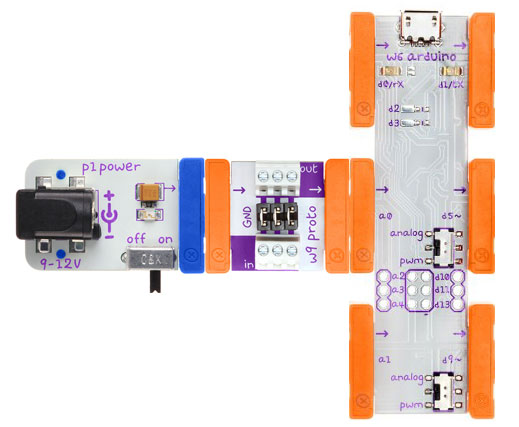 p1 power
off on
CBX
9-12V
out
GND
w9 proto
in
w6 arduino
d0/rx
d1/tx
d2
d3
a0
d5~
analog
pwm
a2
d10
a3
d11
a4
d13
a1
d9~
analog
pwm